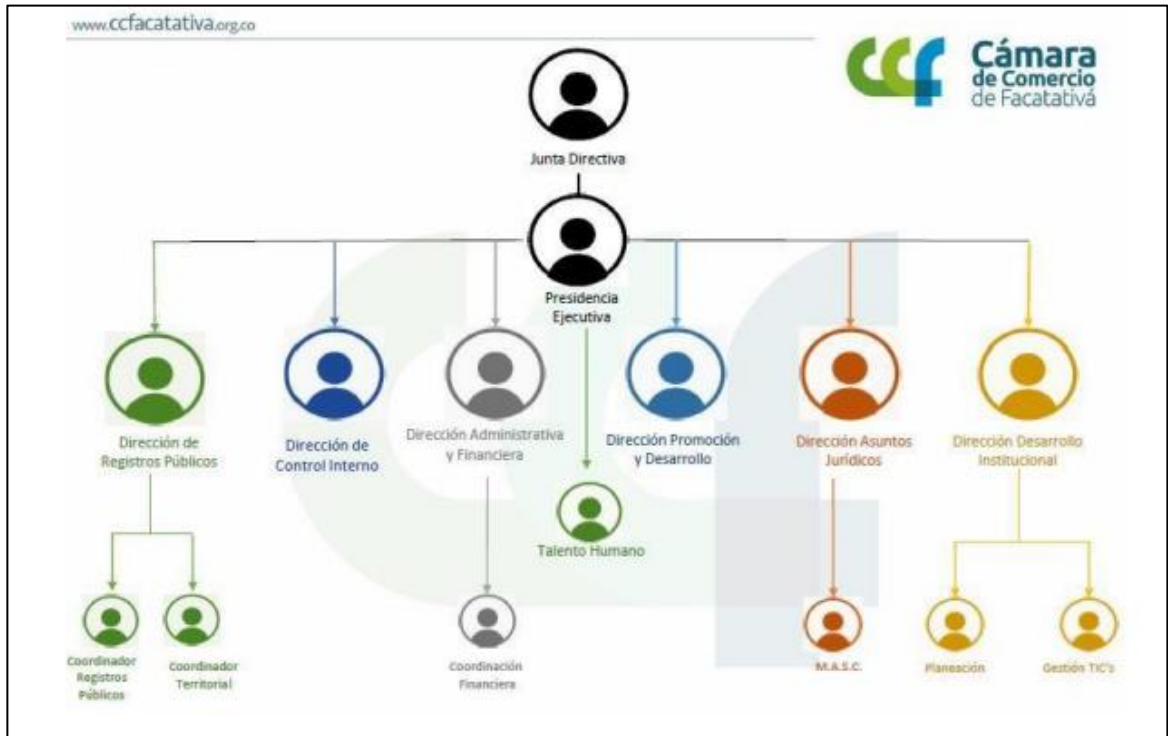 www.ccfacatativa.org.co
ccf
Cámara
de Comercio
de Facatativá
Junta Directiva
Presidencia
Ejecutiva
Dirección de
Registros Públicos
Dirección de
Control Interno
Dirección Administrativa
y Financiera
Dirección Promoción
y Desarrollo
Dirección Asuntos
Jurídicos
Dirección Desarrollo
Institucional
Talento Humano
Coordinador
Registros
Públicos
Coordinador
Territorial
Coordinación
Financiera
M.A.S.C.
Planeación
Gestión TIC's